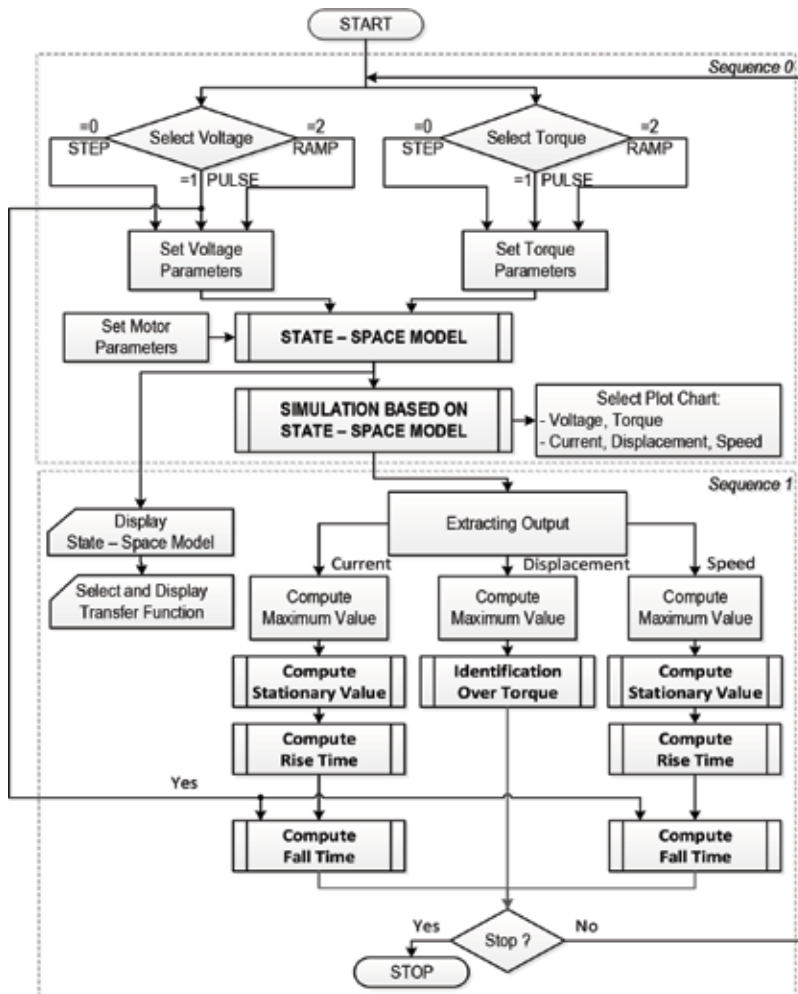 START
Sequence 0
=0
STEP
Select Voltage
=2
RAMP
=1 PULSE
=0
STEP
Select Torque
=2
RAMP
=1 PULSE
Set Voltage
Parameters
Set Torque
Parameters
Set Motor
Parameters
STATE – SPACE MODEL
SIMULATION BASED ON
STATE – SPACE MODEL
Select Plot Chart:
- Voltage, Torque
- Current, Displacement, Speed
Sequence 1
Display
State – Space Model
Select and Display
Transfer Function
Extracting Output
Current
Displacement
Speed
Compute
Maximum Value
Compute
Maximum Value
Compute
Maximum Value
Compute
Stationary Value
Identification
Over Torque
Compute
Stationary Value
Compute
Rise Time
Compute
Rise Time
Yes
Compute
Fall Time
Compute
Fall Time
Yes
Stop ?
No
STOP